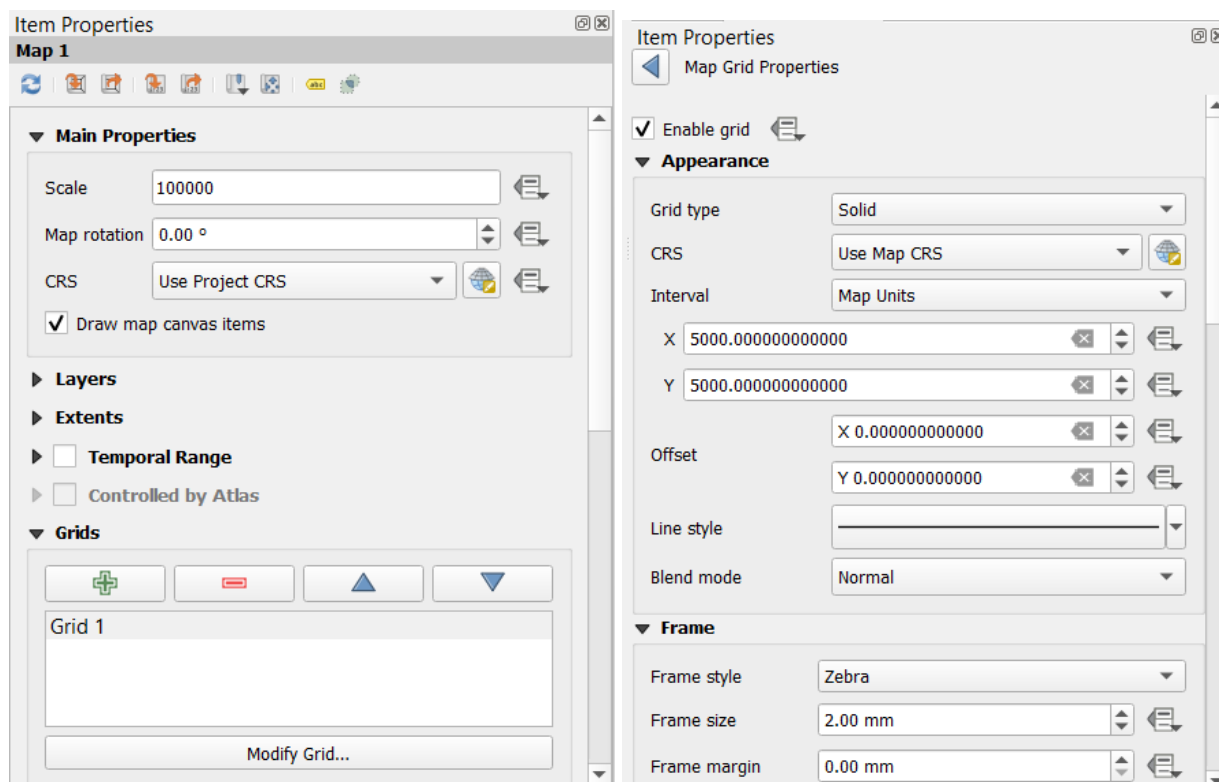 Item Properties
Map 1
abc
Main Properties
Scale 100000
Map rotation 0.00 °
CRS Use Project CRS
Draw map canvas items
Layers
Extents
Temporal Range
Controlled by Atlas
Grids
Grid 1
Modify Grid...
Item Properties
Map Grid Properties
Enable grid
Appearance
Grid type Solid
CRS Use Map CRS
Interval Map Units
X 5000.000000000000
Y 5000.000000000000
Offset
X 0.000000000000
Y 0.000000000000
Line style
Blend mode Normal
Frame
Frame style Zebra
Frame size 2.00 mm
Frame margin 0.00 mm